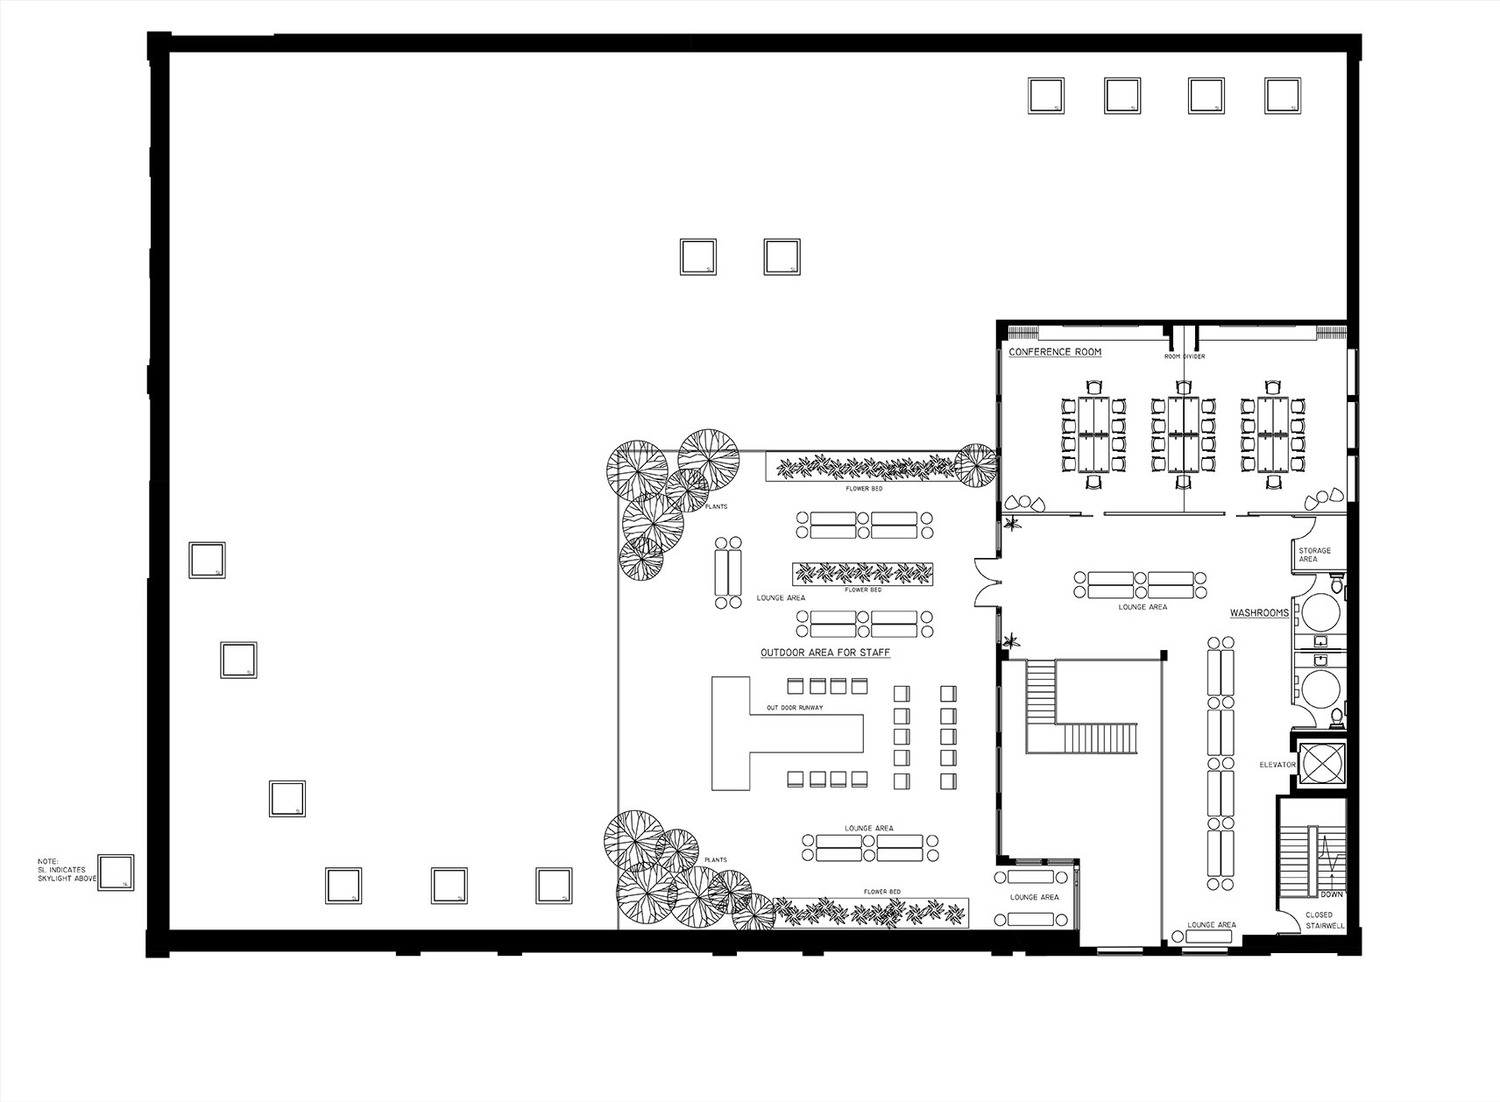 CONFERENCE ROOM
ROOM DIVIDER
FLOWER BED
PLANTS
STORAGE
AREA
FLOWER BED
LOUNGE AREA
LOUNGE AREA
WASHROOMS
OUTDOOR AREA FOR STAFF
OUT DOOR RUNWAY
ELEVATOR
LOUNGE AREA
PLANTS
NOTE:
SL INDICATES
SKYLIGHT ABOVE
FLOWER BED
LOUNGE AREA
DOWN
CLOSED
STAIRWELL
LOUNGE AREA